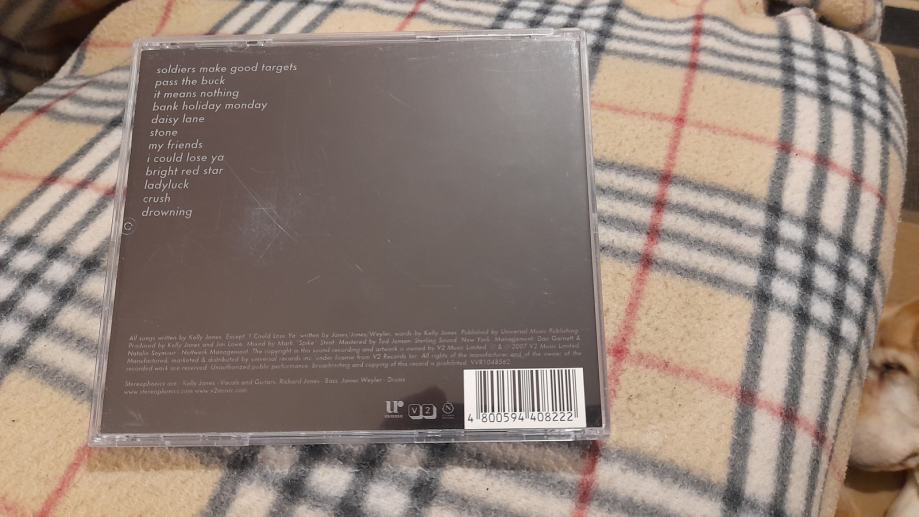 soldiers make good targets
pass the buck
it means nothing
bank holiday monday
daisy lane
stone
my friends
i could lose ya
bright red star
ladyluck
crush
drowning
All songs written by Kelly Jones. Except 'I Could Lose Ya' written by Jones/Jones/Weyler, words by Kelly Jones. Published by Universal Music Publishing
Produced by Kelly Jones and Jim Lowe. Mixed by Mark 'Spike' Stent. Mastered by Ted Jensen Sterling Sound, New York. Management: Dan Garnett &
Natalie Seymour - Nettwerk Management. The copyright in this sound recording and artwork is owned by V2 Music Limited. ℗ & © 2007 V2 Music Limited
Manufactured, marketed & distributed by universal records inc. under license from V2 Records ltd. All rights of the manufacturer and of the owner of the
recorded work are reserved. Unauthorized public performance, broadcasting and copying of this record is prohibited. VVR1048562
Stereophonics are: Kelly Jones - Vocals and Guitars, Richard Jones - Bass, Javier Weyler - Drums
www.stereophonics.com www.v2music.com
ur V2 N
4 800594 408222